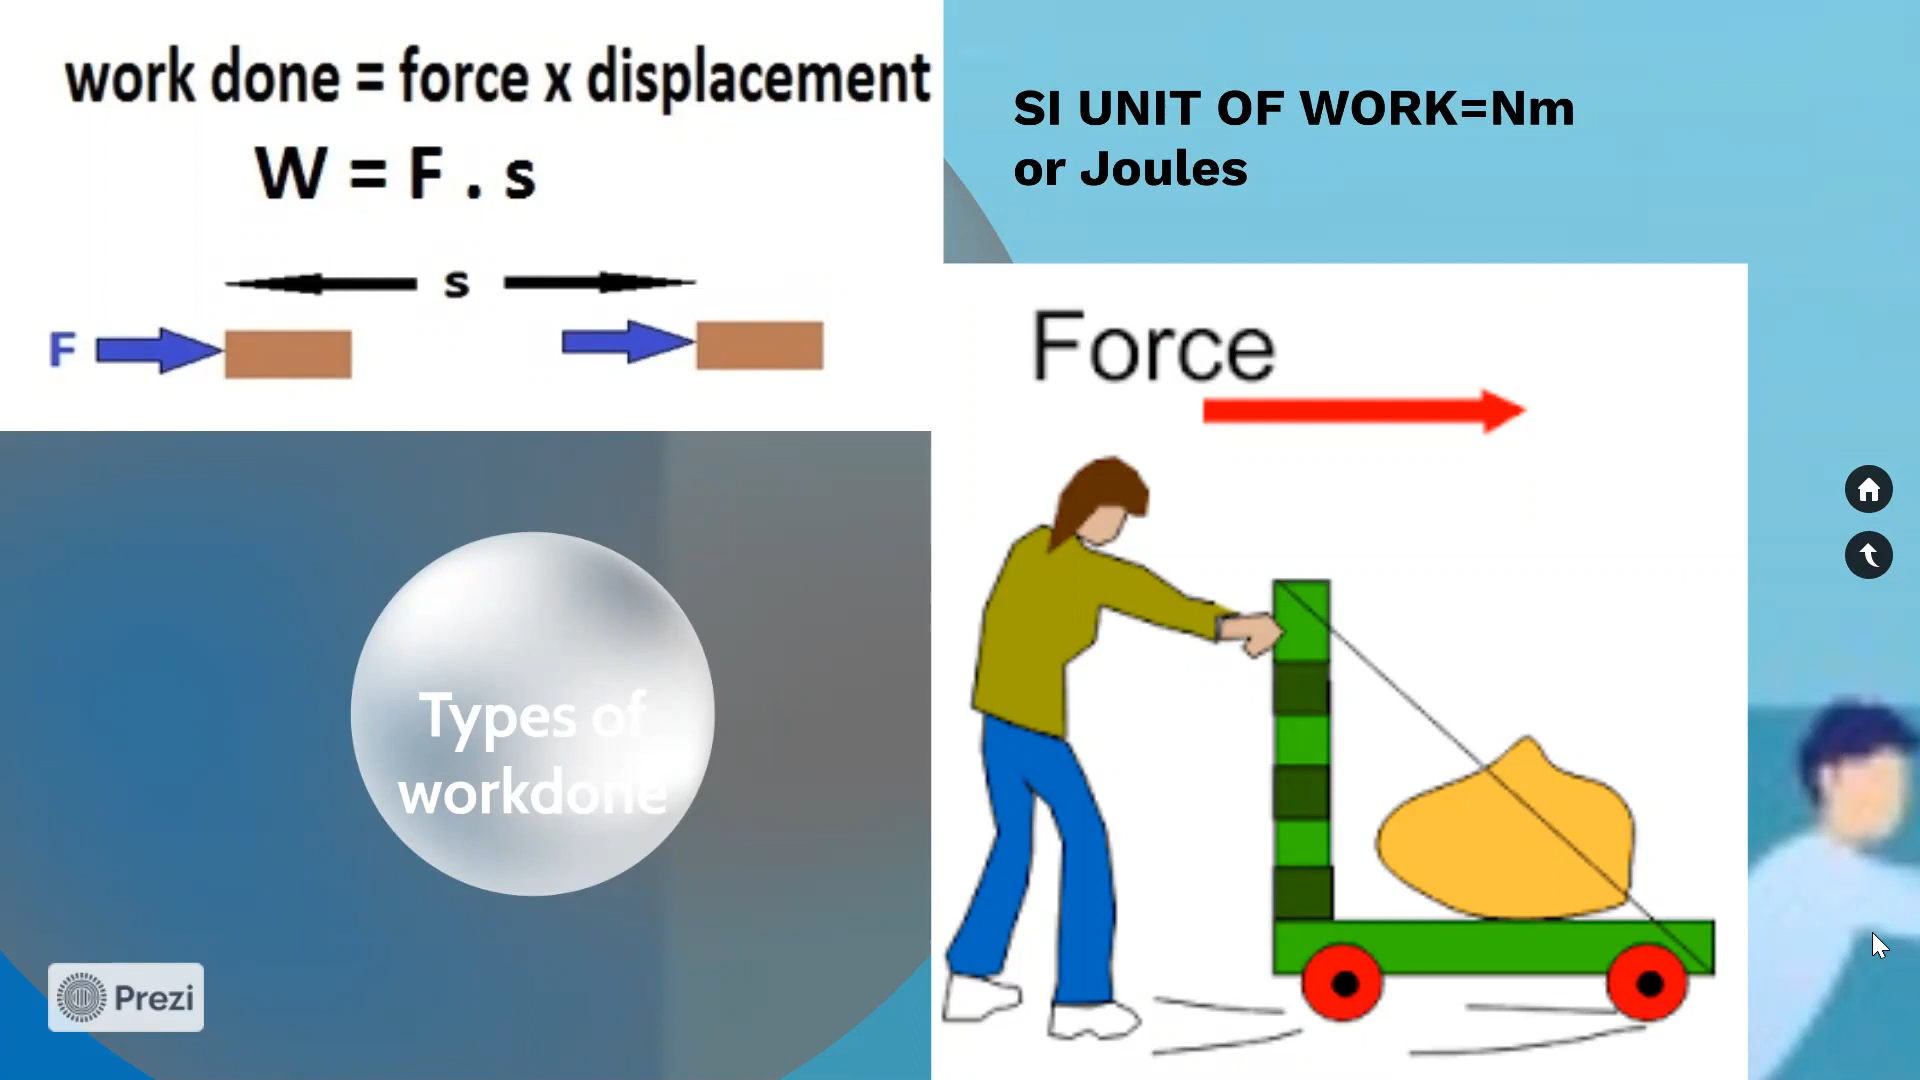 work done = force x displacement
W = F . s
s
F
SI UNIT OF WORK=Nm
or Joules
Force
Types of
workdone
Prezi